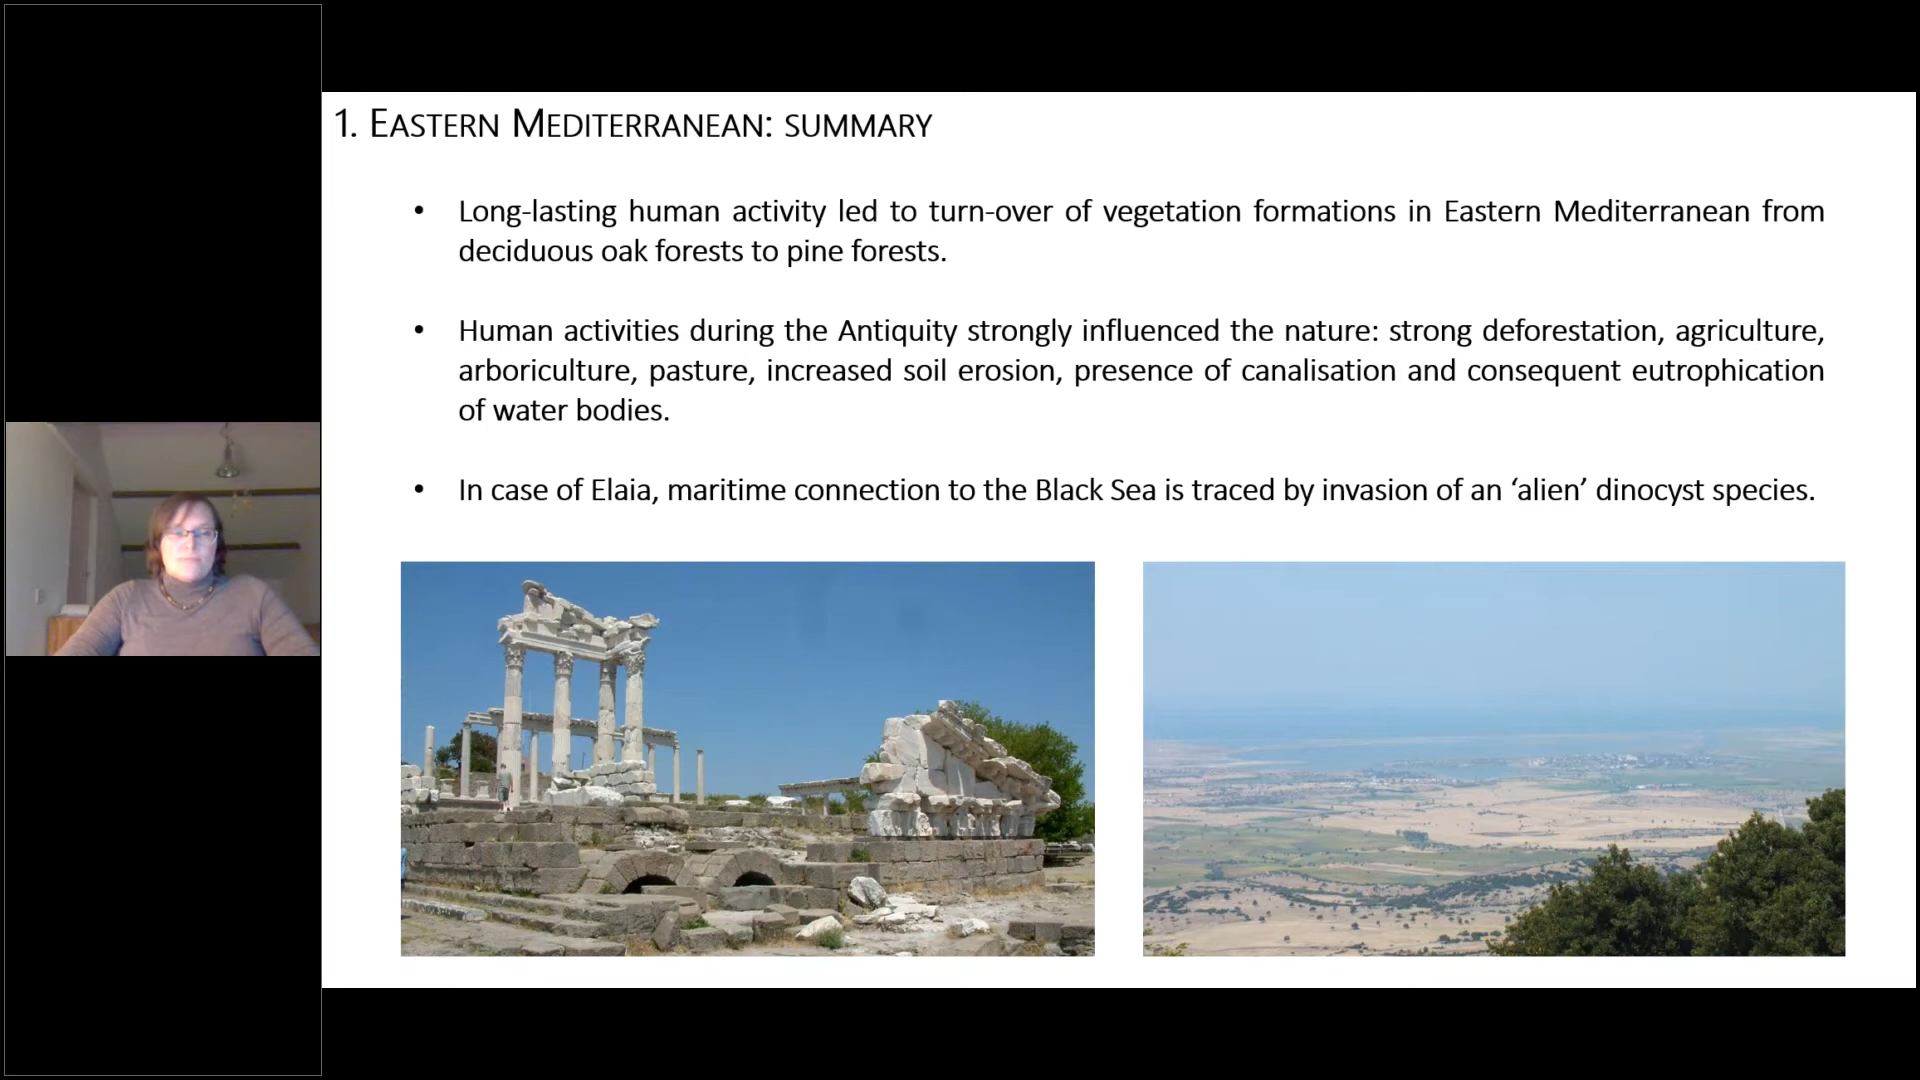 1. EASTERN MEDITERRANEAN: SUMMARY
• Long-lasting human activity led to turn-over of vegetation formations in Eastern Mediterranean from
deciduous oak forests to pine forests.
• Human activities during the Antiquity strongly influenced the nature: strong deforestation, agriculture,
arboriculture, pasture, increased soil erosion, presence of canalisation and consequent eutrophication
of water bodies.
• In case of Elaia, maritime connection to the Black Sea is traced by invasion of an ‘alien’ dinocyst species.